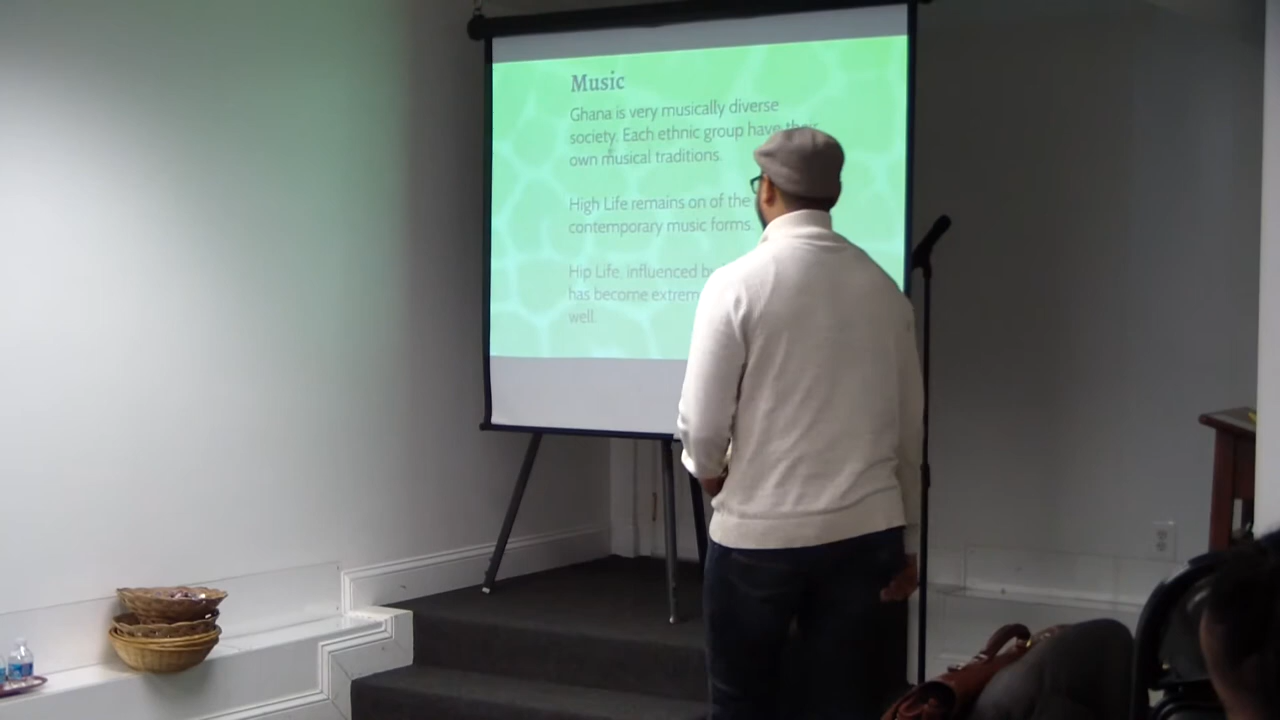 Music
Ghana is very musically diverse
society. Each ethnic group have their
own musical traditions.
High Life remains on of the
contemporary music forms.
Hip Life, influenced
has become
well.